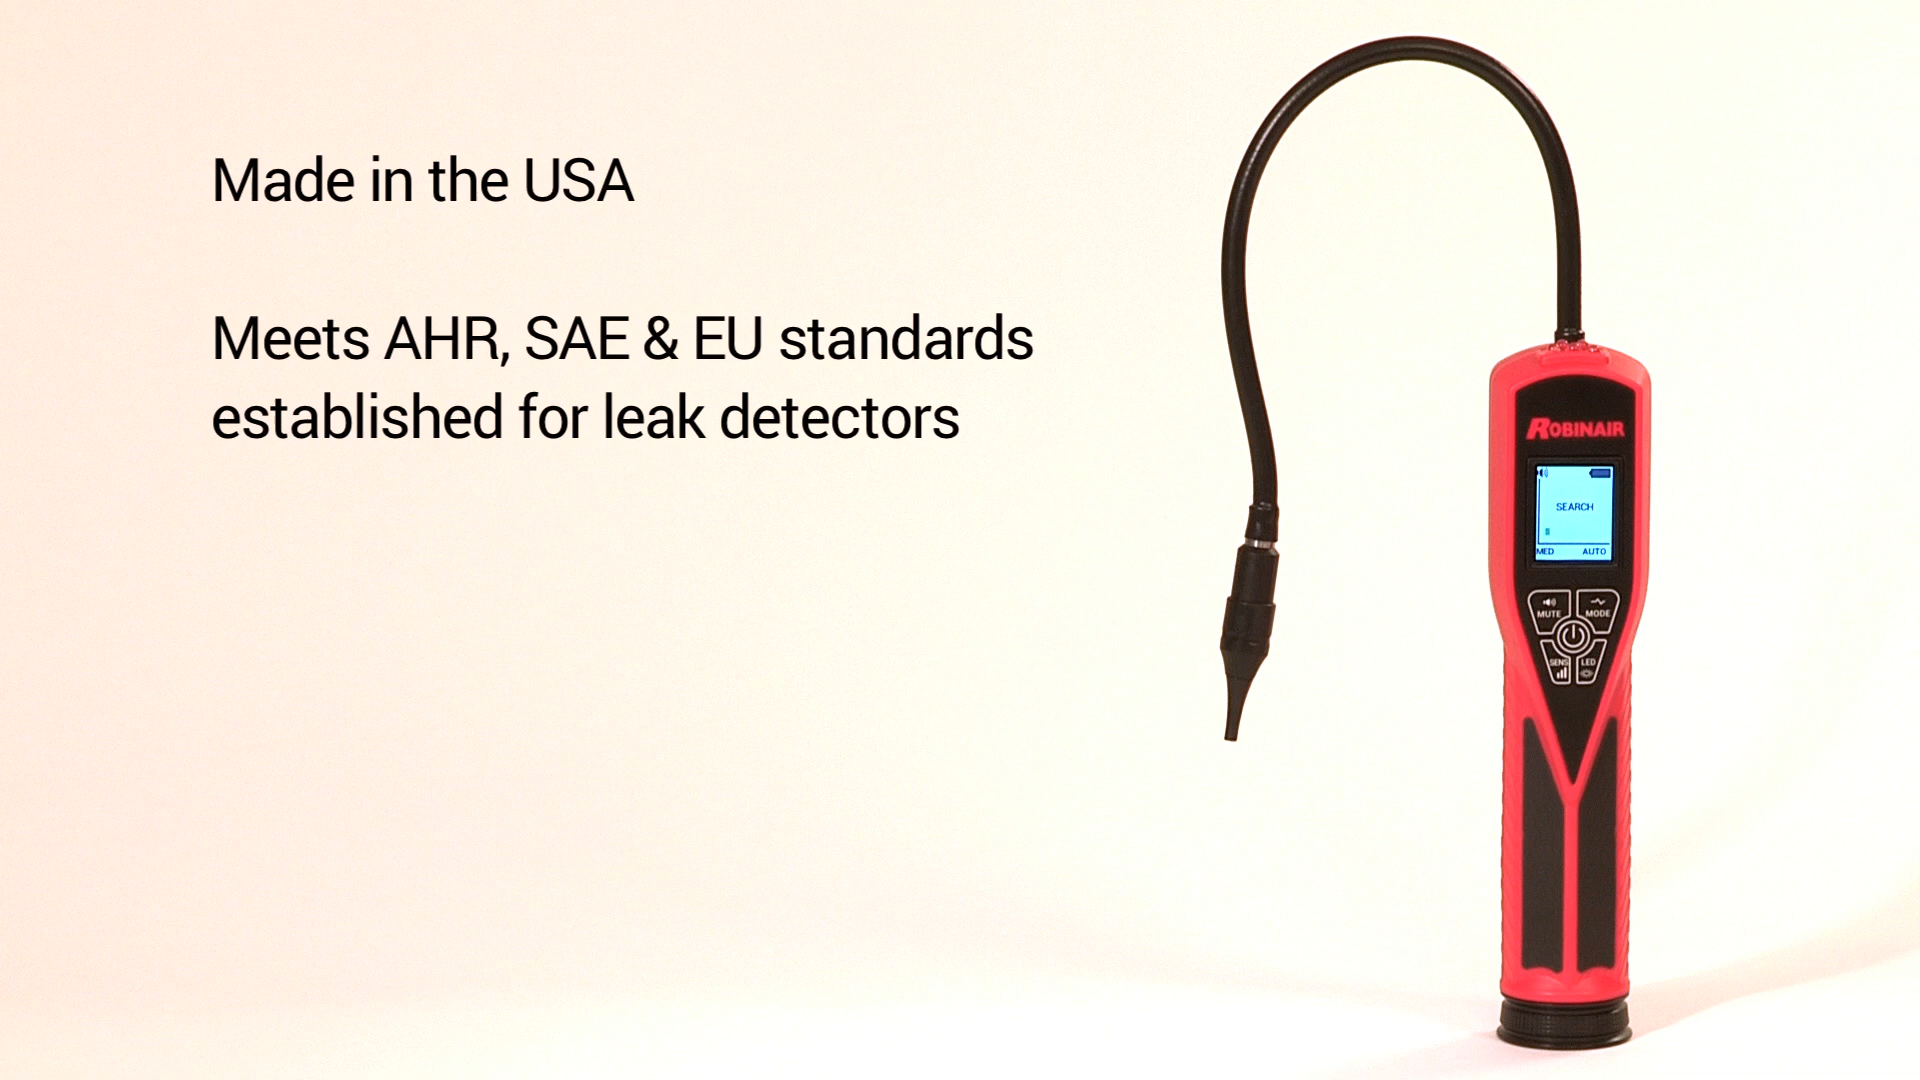 Made in the USA
Meets AHR, SAE & EU standards
established for leak detectors
ROBINAIR
SEARCH
MED AUTO
MUTE MODE
SENS LED